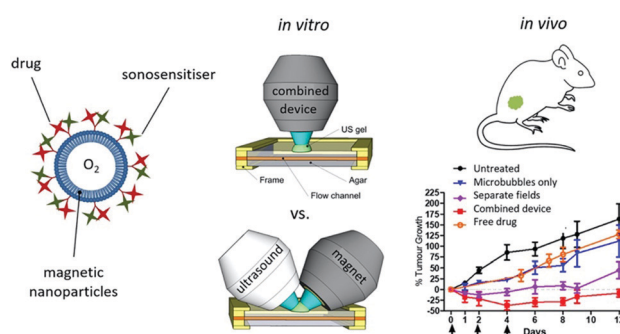 in vitro
in vivo
drug
sonosensitiser
O2
magnetic
nanoparticles
combined
device
US gel
Frame
Flow channel
Agar
vs.
ultrasound
magnet
Untreated
Microbubbles only
Separate fields
Combined device
Free drug
% Tumour Growth
225
200
175
150
125
100
75
50
25
0
-25
-50
0 2 4 6 8 10 12
Days